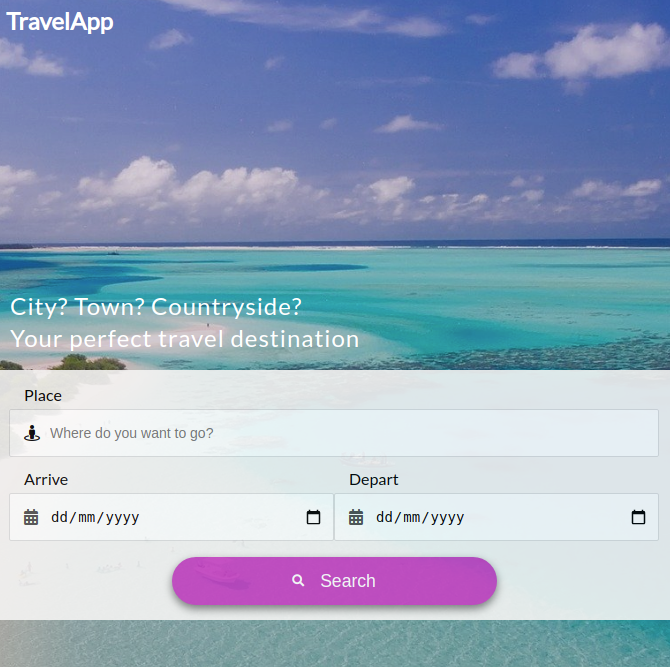 TravelApp
City? Town? Countryside?
Your perfect travel destination
Place
Where do you want to go?
Arrive
Depart
dd/mm/yyyy
dd/mm/yyyy
Search